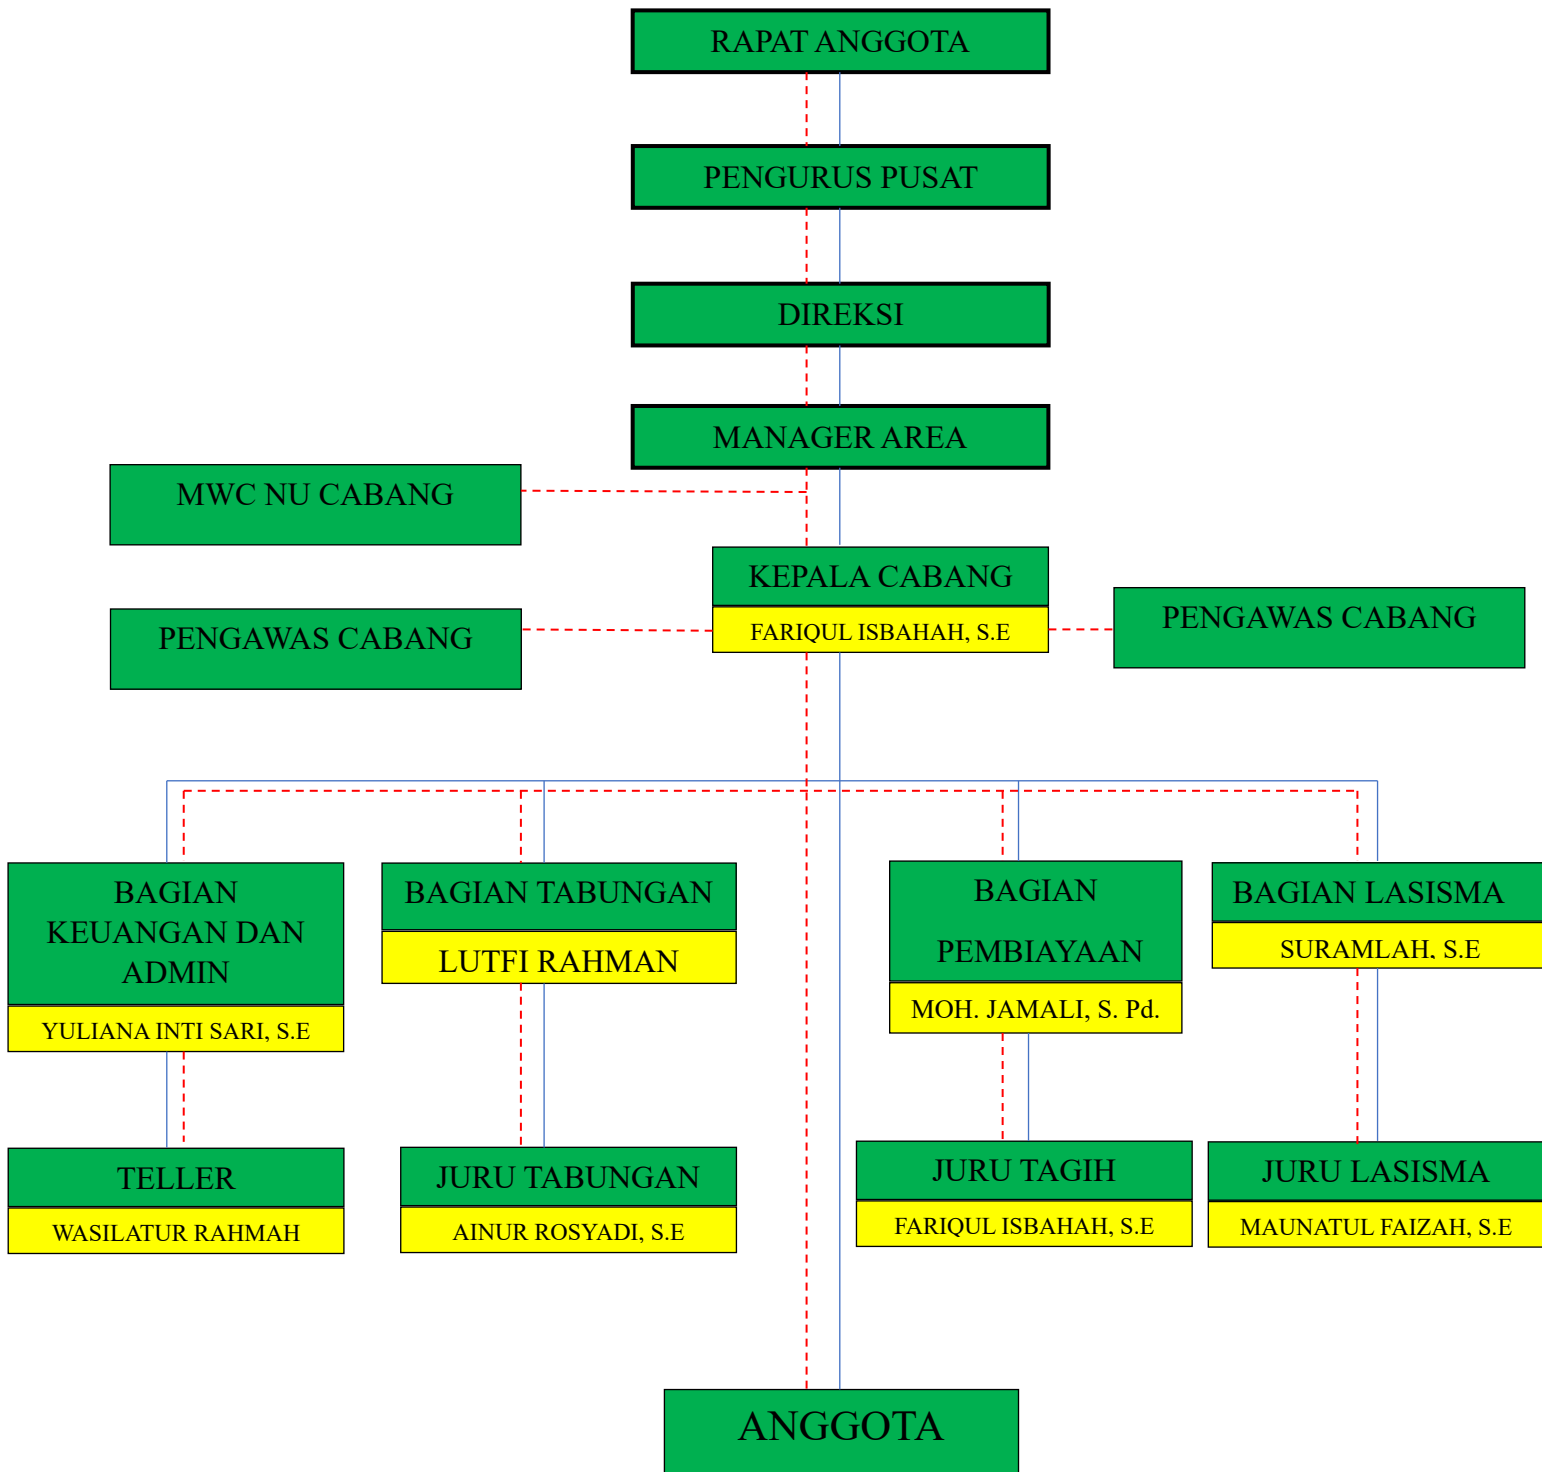 RAPAT ANGGOTA
PENGURUS PUSAT
DIREKSI
MANAGER AREA
MWC NU CABANG
KEPALA CABANG
FARIQUL ISBAHAH, S.E
PENGAWAS CABANG
PENGAWAS CABANG
BAGIAN
KEUANGAN DAN
ADMIN
YULIANA INTI SARI, S.E
BAGIAN TABUNGAN
LUTFI RAHMAN
BAGIAN
PEMBIAYAAN
MOH. JAMALI, S. Pd.
BAGIAN LASISMA
SURAMLAH, S.E
TELLER
WASILATUR RAHMAH
JURU TABUNGAN
AINUR ROSYADI, S.E
JURU TAGIH
FARIQUL ISBAHAH, S.E
JURU LASISMA
MAUNATUL FAIZAH, S.E
ANGGOTA